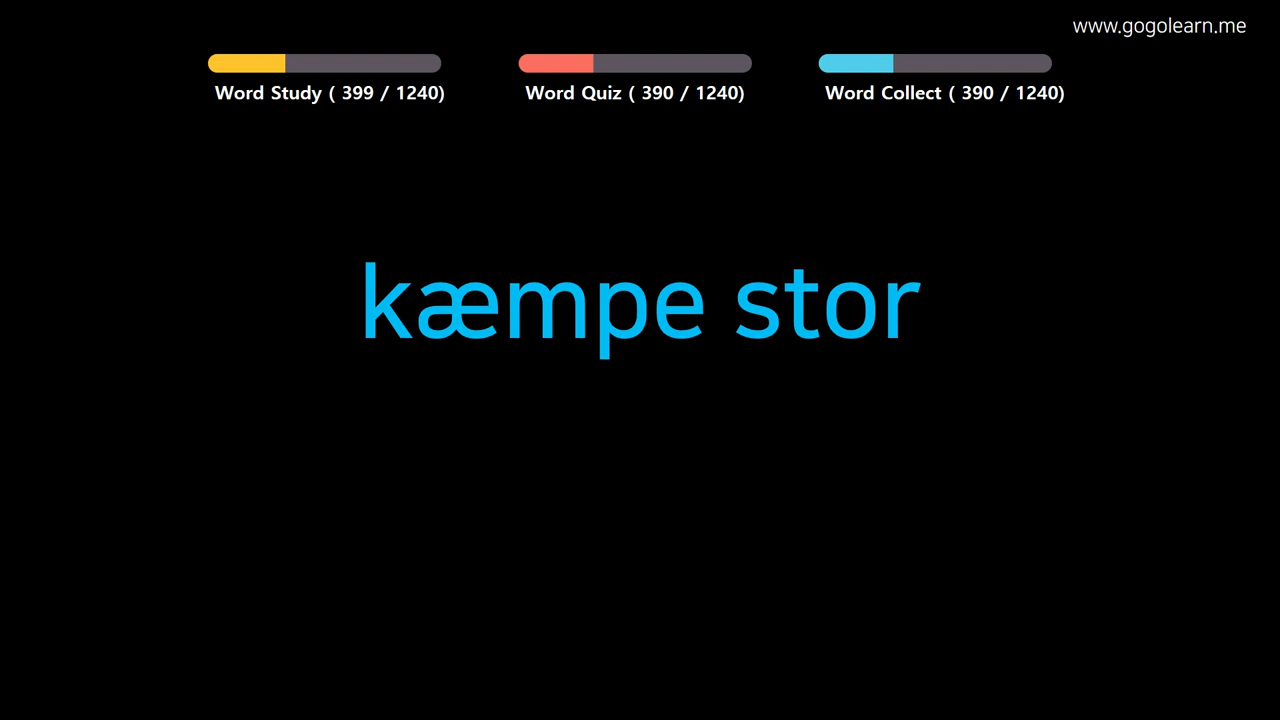 www.gogolearn.me
Word Study ( 399 / 1240)
Word Quiz ( 390 / 1240)
Word Collect ( 390 / 1240)
kæmpe stor